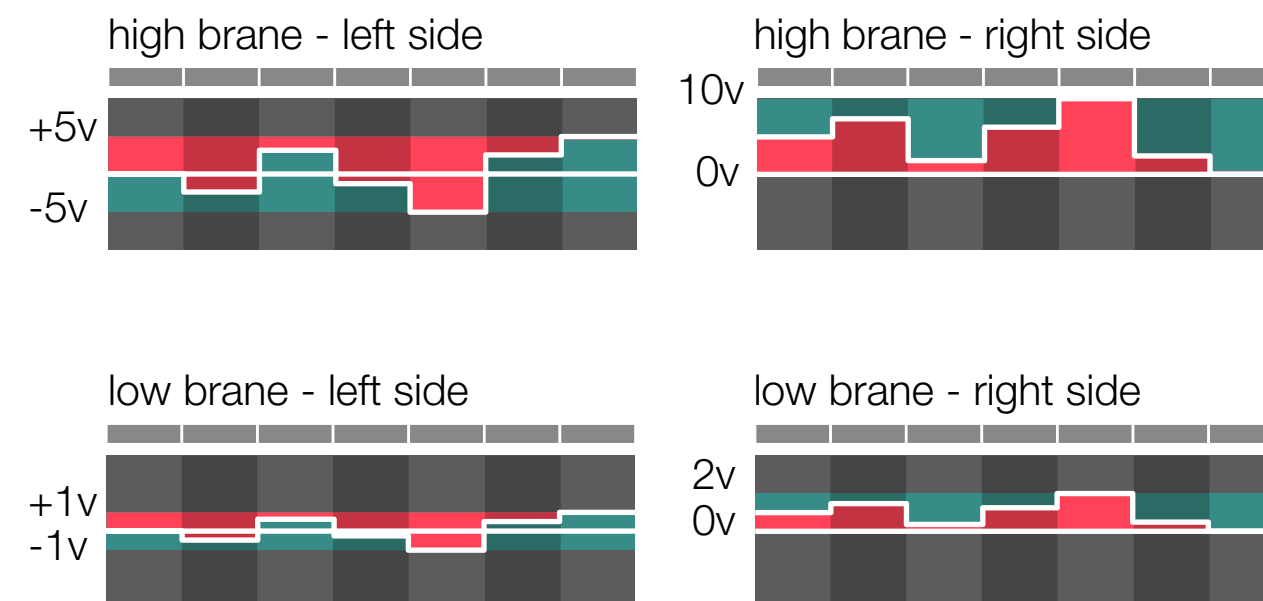 high brane - left side
+5v
-5v
high brane - right side
10v
0v
low brane - left side
+1v
-1v
low brane - right side
2v
0v